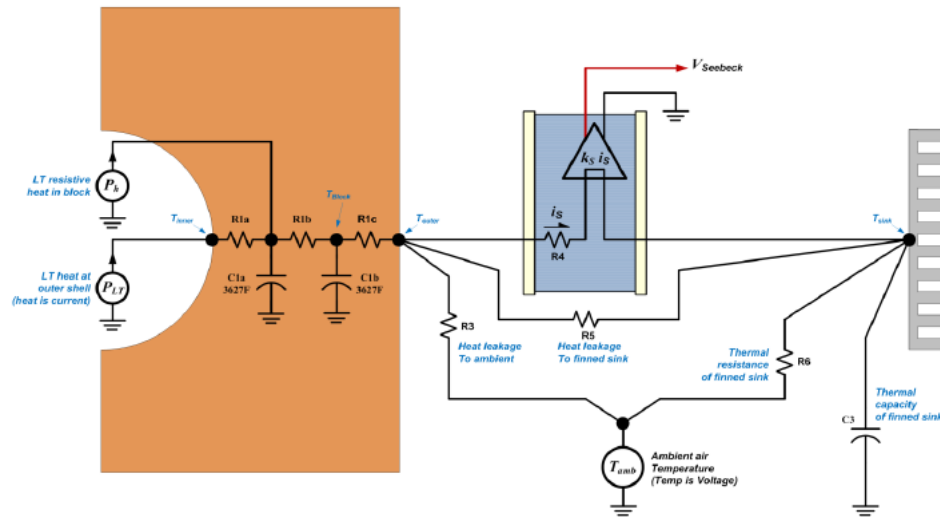 V Seebeck
k_S i_S
LT resistive
heat in block
P_h
T_inner
R1a
R1b
T_Block
R1c
T_outer
i_S
R4
T_sink
C1a
3627F
C1b
3627F
LT heat at
outer shell
(heat is current)
P_LT
R3
Heat leakage
To ambient
R5
Heat leakage
To finned sink
Thermal
resistance
of finned sink
R6
Thermal
capacity
of finned sink
C3
T_amb
Ambient air
Temperature
(Temp is Voltage)